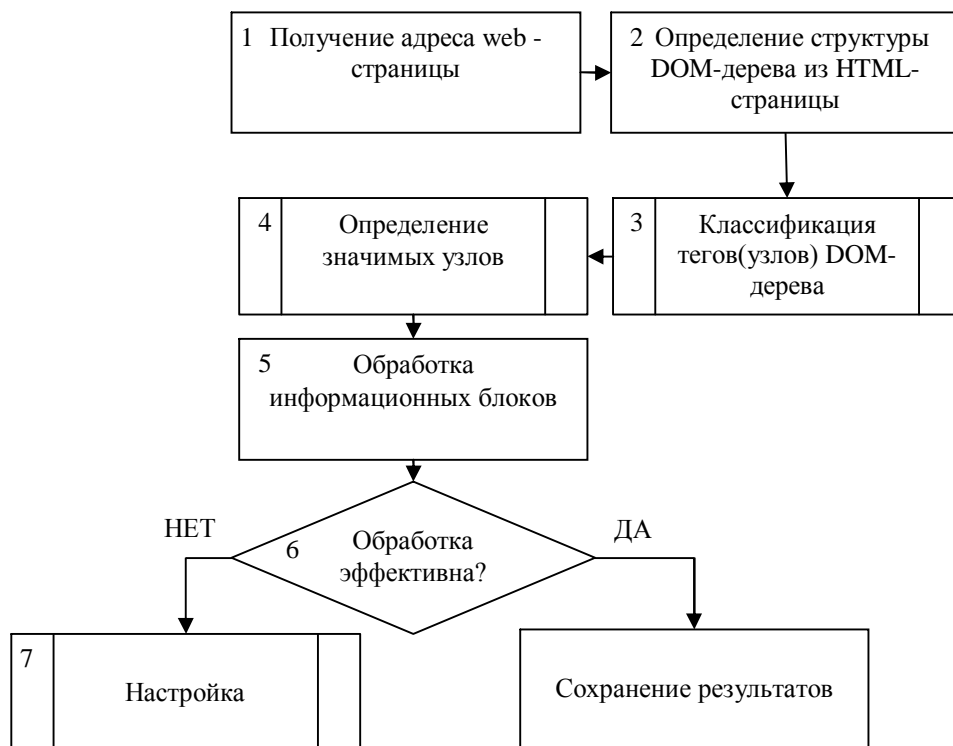 1 Получение адреса web -
страницы
2 Определение структуры
DOM-дерева из HTML-
страницы
3 Классификация
тегов(узлов) DOM-
дерева
4 Определение
значимых узлов
5 Обработка
информационных блоков
6 Обработка
эффективна?
НЕТ
ДА
7
Настройка
Сохранение результатов